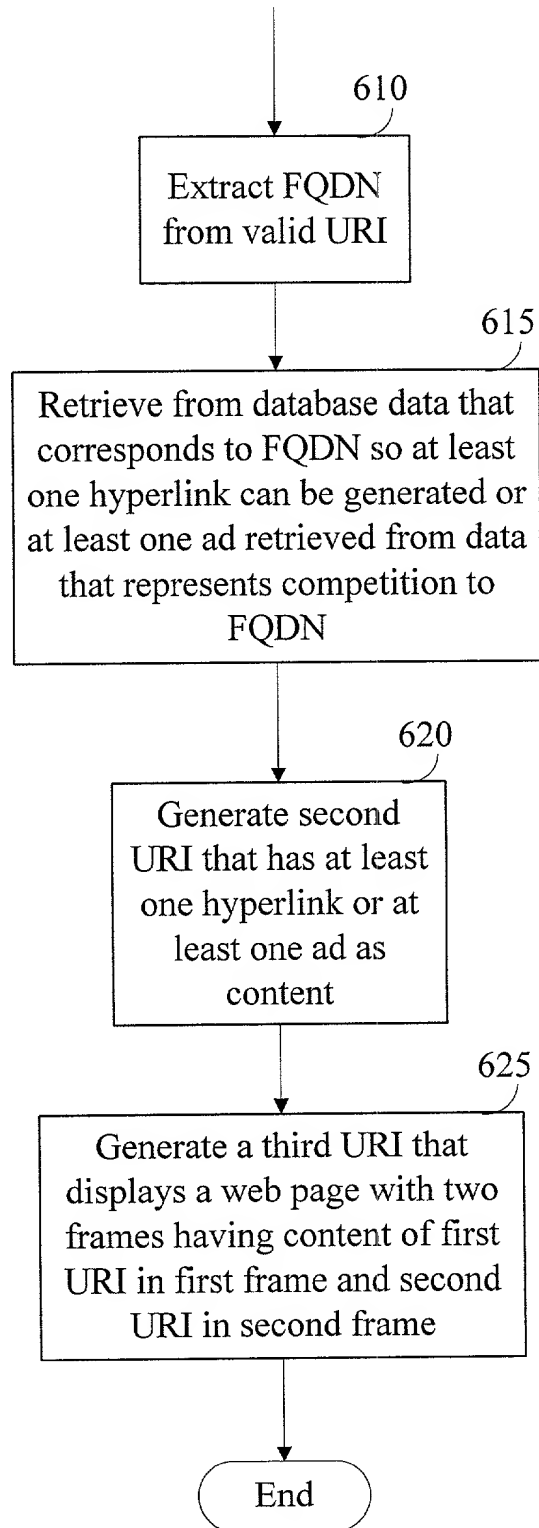 610
Extract FQDN
from valid URI
615
Retrieve from database data that
corresponds to FQDN so at least
one hyperlink can be generated or
at least one ad retrieved from data
that represents competition to
FQDN
620
Generate second
URI that has at least
one hyperlink or at
least one ad as
content
625
Generate a third URI that
displays a web page with two
frames having content of first
URI in first frame and second
URI in second frame
End